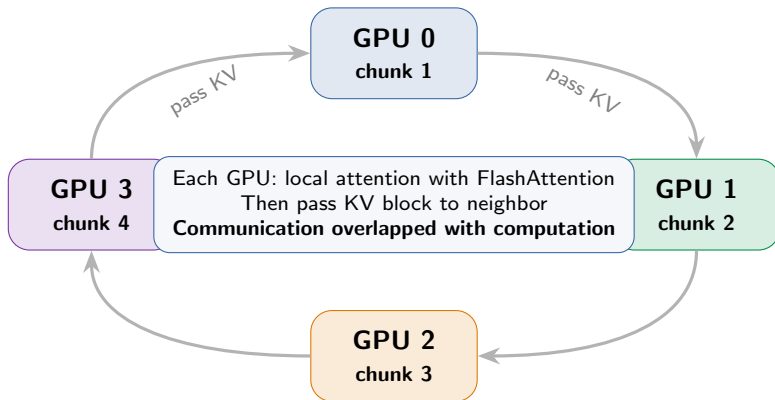 GPU 0
chunk 1
pass KV
pass KV
GPU 3
chunk 4
Each GPU: local attention with FlashAttention
Then pass KV block to neighbor
Communication overlapped with computation
GPU 1
chunk 2
GPU 2
chunk 3